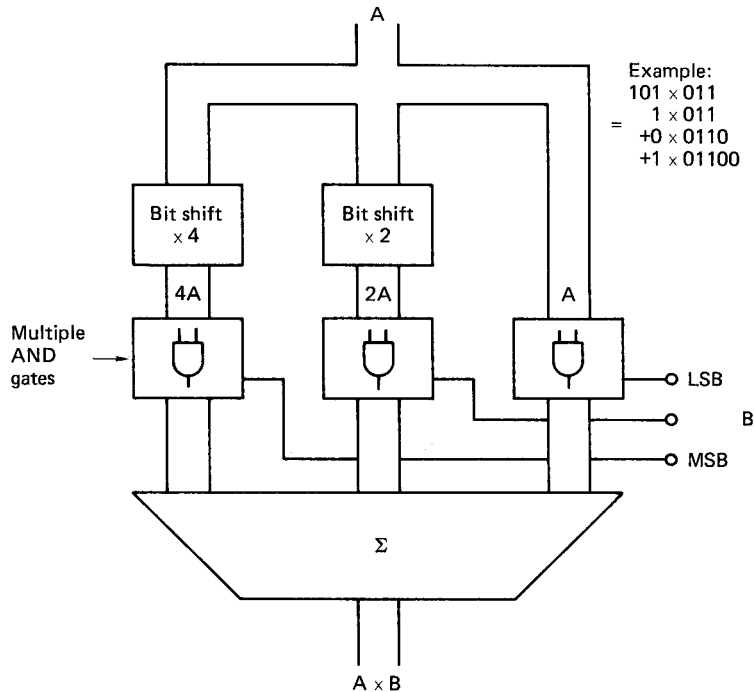 A
Example:
101 × 011
= 1 × 011
+0 × 0110
+1 × 01100
Bit shift
× 4
Bit shift
× 2
4A
2A
A
Multiple
AND
gates
LSB
B
MSB
Σ
A × B